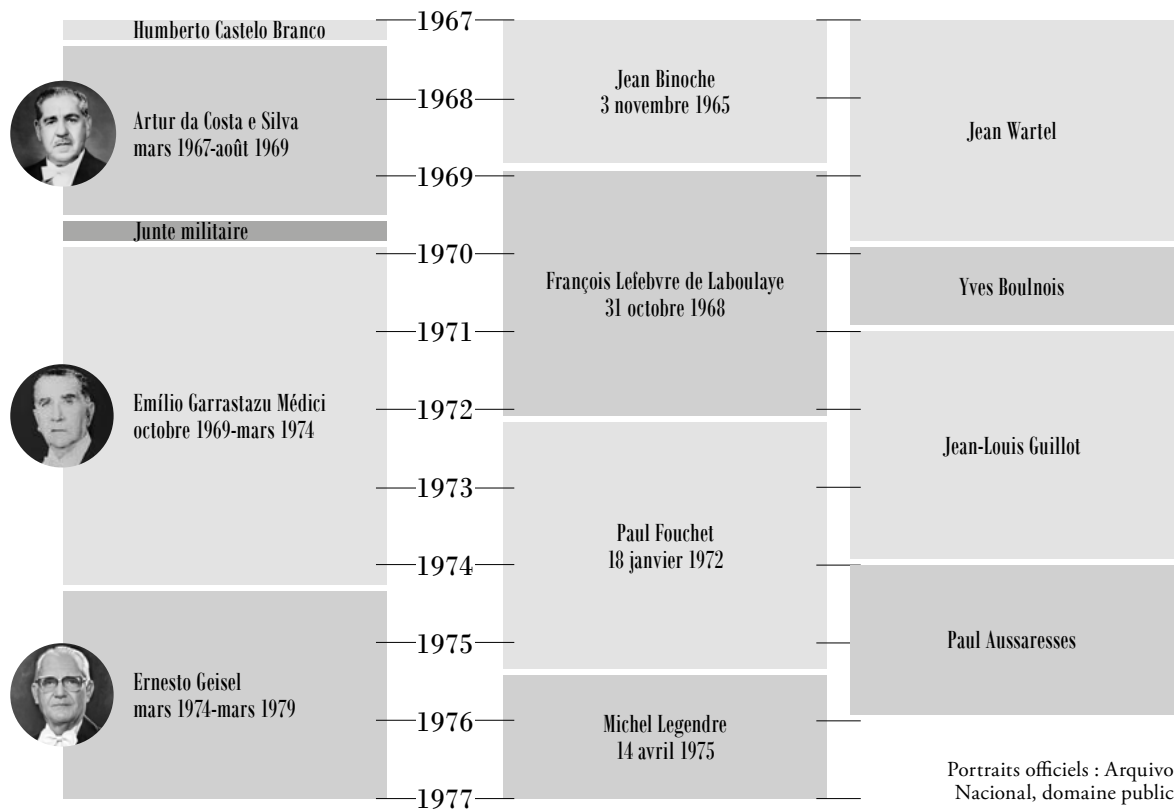 Humberto Castelo Branco
Artur da Costa e Silva
mars 1967-août 1969
Junte militaire
Emílio Garrastazu Médici
octobre 1969-mars 1974
Ernesto Geisel
mars 1974-mars 1979
1967
1968
1969
1970
1971
1972
1973
1974
1975
1976
1977
Jean Binoche
3 novembre 1965
François Lefebvre de Laboulaye
31 octobre 1968
Paul Fouchet
18 janvier 1972
Michel Legendre
14 avril 1975
Jean Wartel
Yves Boulnois
Jean-Louis Guillot
Paul Aussaresses
Portraits officiels : Arquivo
Nacional, domaine public